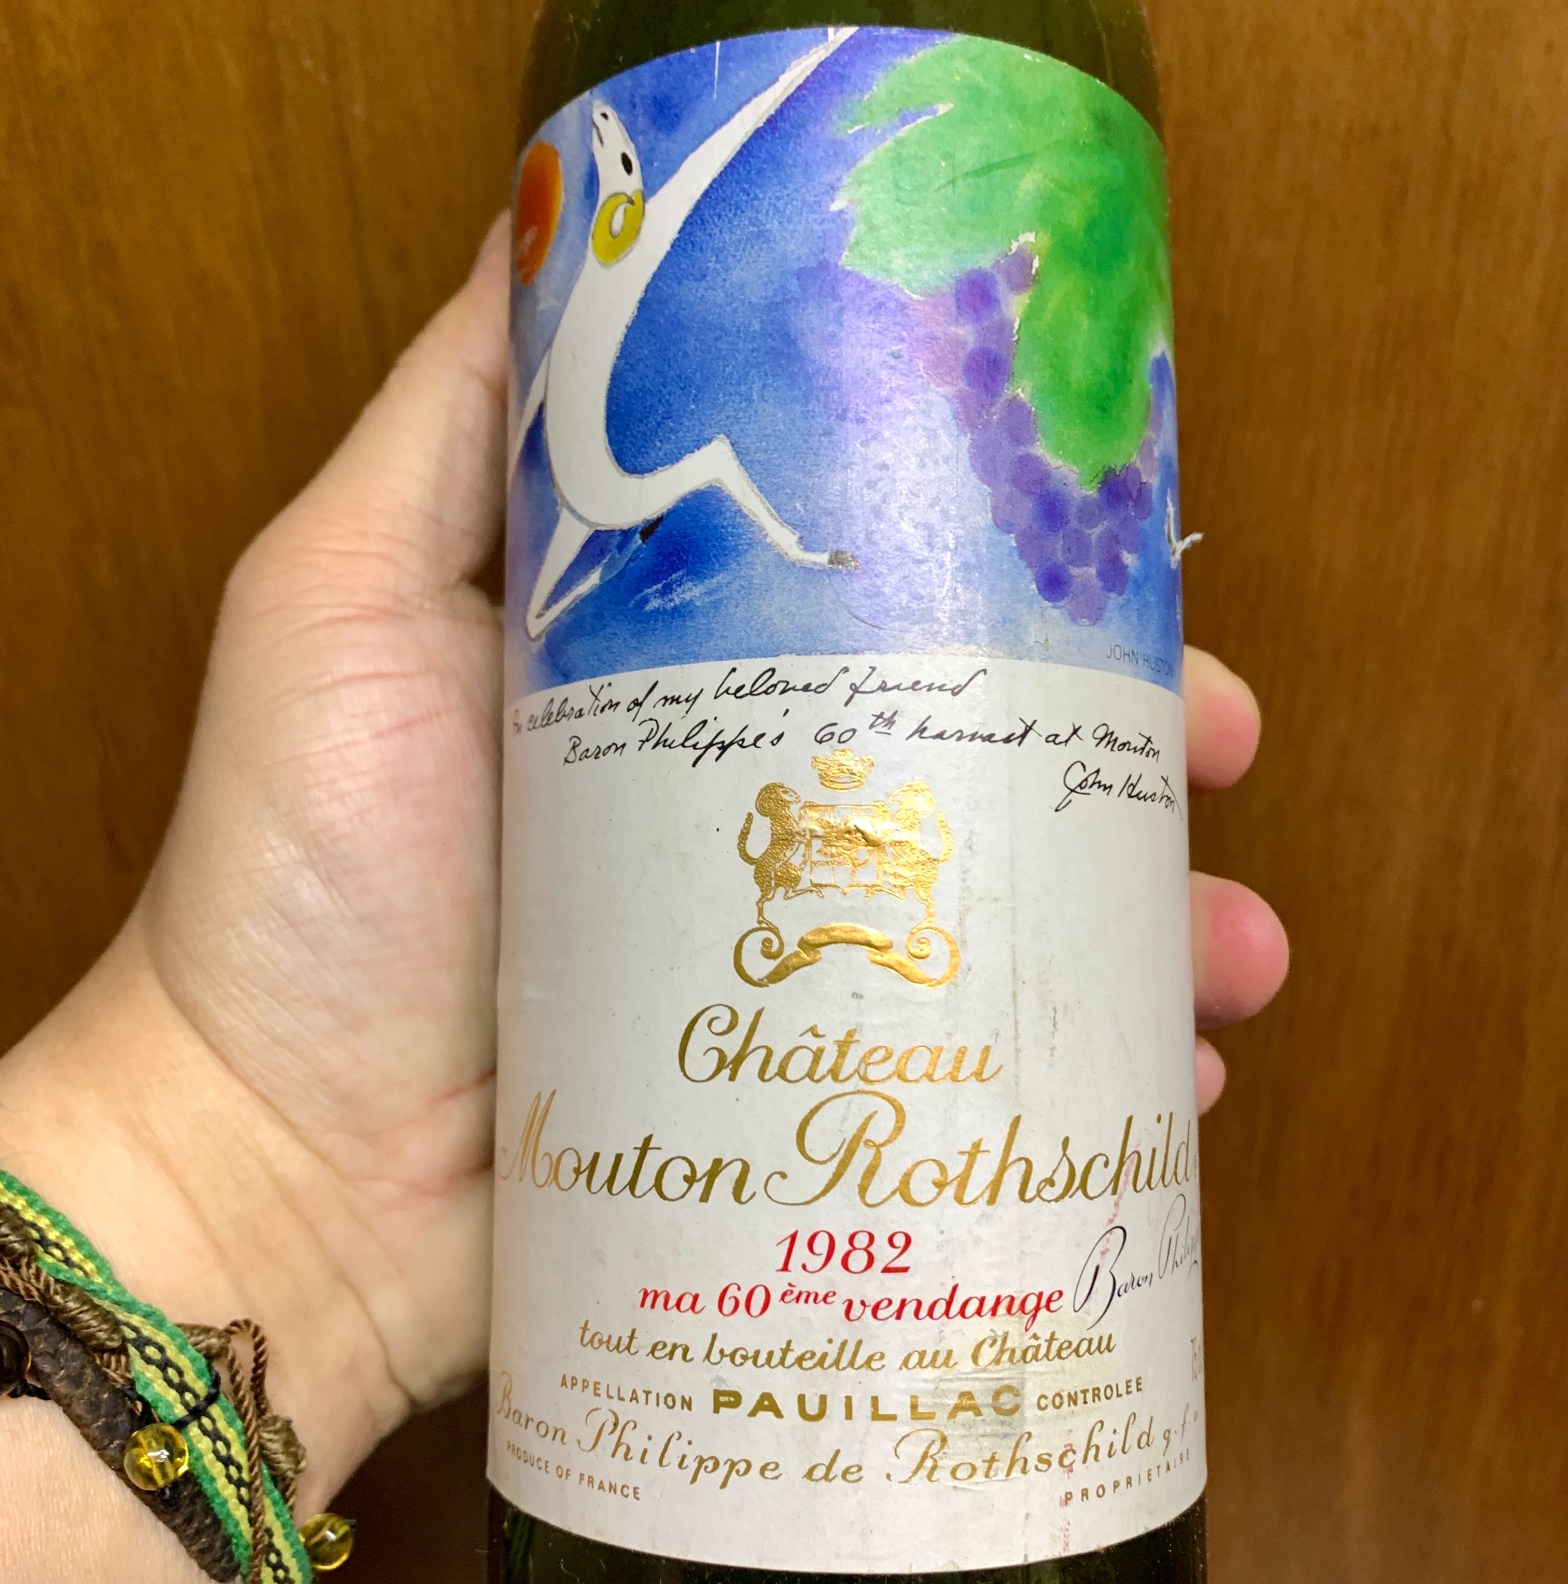 JOHN HUSTON
In celebration of my beloved friend
Baron Philippe's 60th harvest at Mouton
John Huston
Château
Mouton Rothschild
1982
ma 60ème vendange Baron Philippe
tout en bouteille au Château
APPELLATION PAUILLAC CONTROLEE
Baron Philippe de Rothschild g.f.a.
PRODUCE OF FRANCE PROPRIETAIRE